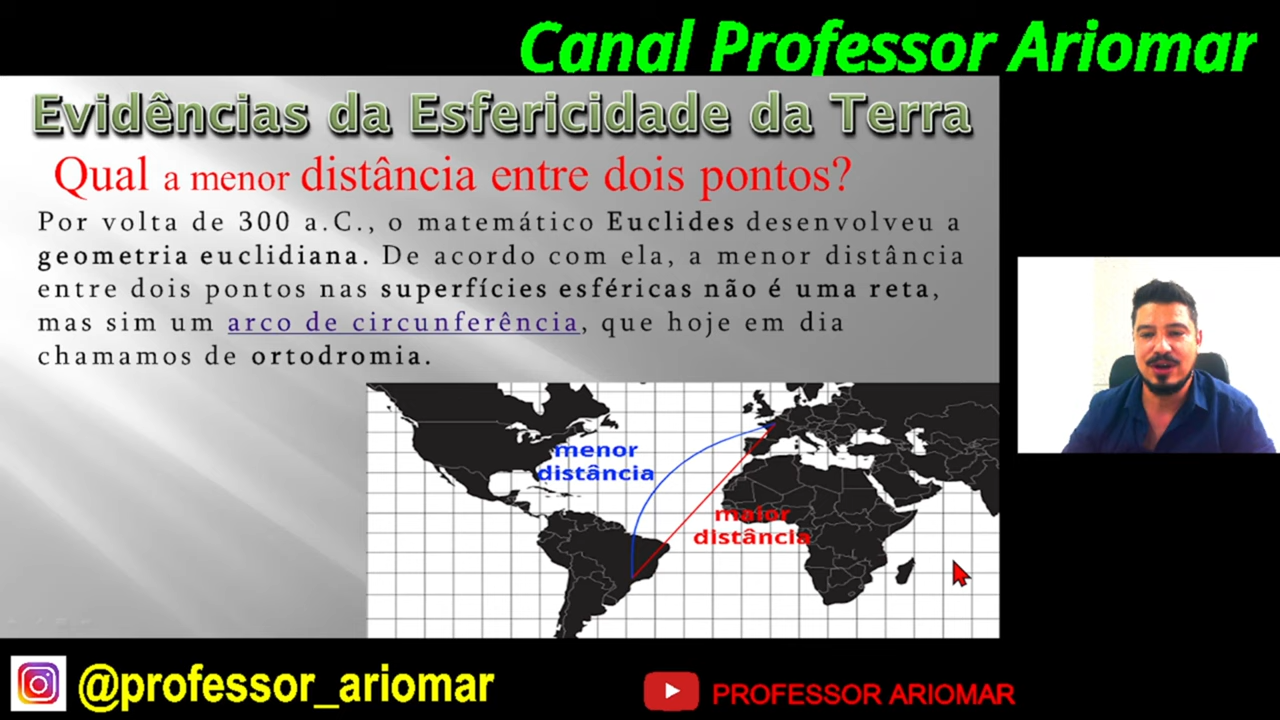 Canal Professor Ariomar
Evidências da Esfericidade da Terra
Qual a menor distância entre dois pontos?
Por volta de 300 a.C., o matemático Euclides desenvolveu a
geometria euclidiana. De acordo com ela, a menor distância
entre dois pontos nas superfícies esféricas não é uma reta,
mas sim um arco de circunferência, que hoje em dia
chamamos de ortodromia.
menor
distância
maior
distância
@professor_ariomar
PROFESSOR ARIOMAR